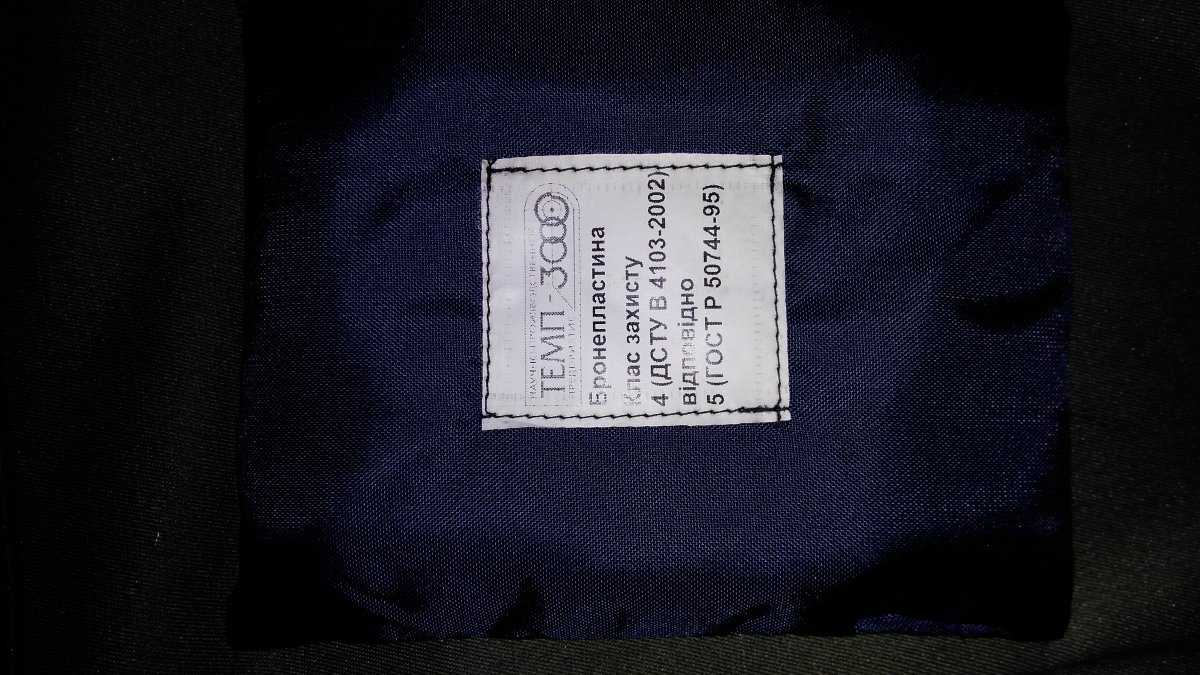 ТЕМП-3000
Бронепластина
Клас захисту
4 (ДСТУ В 4103-2002)
відповідно
5 (ГОСТ Р 50744-95)